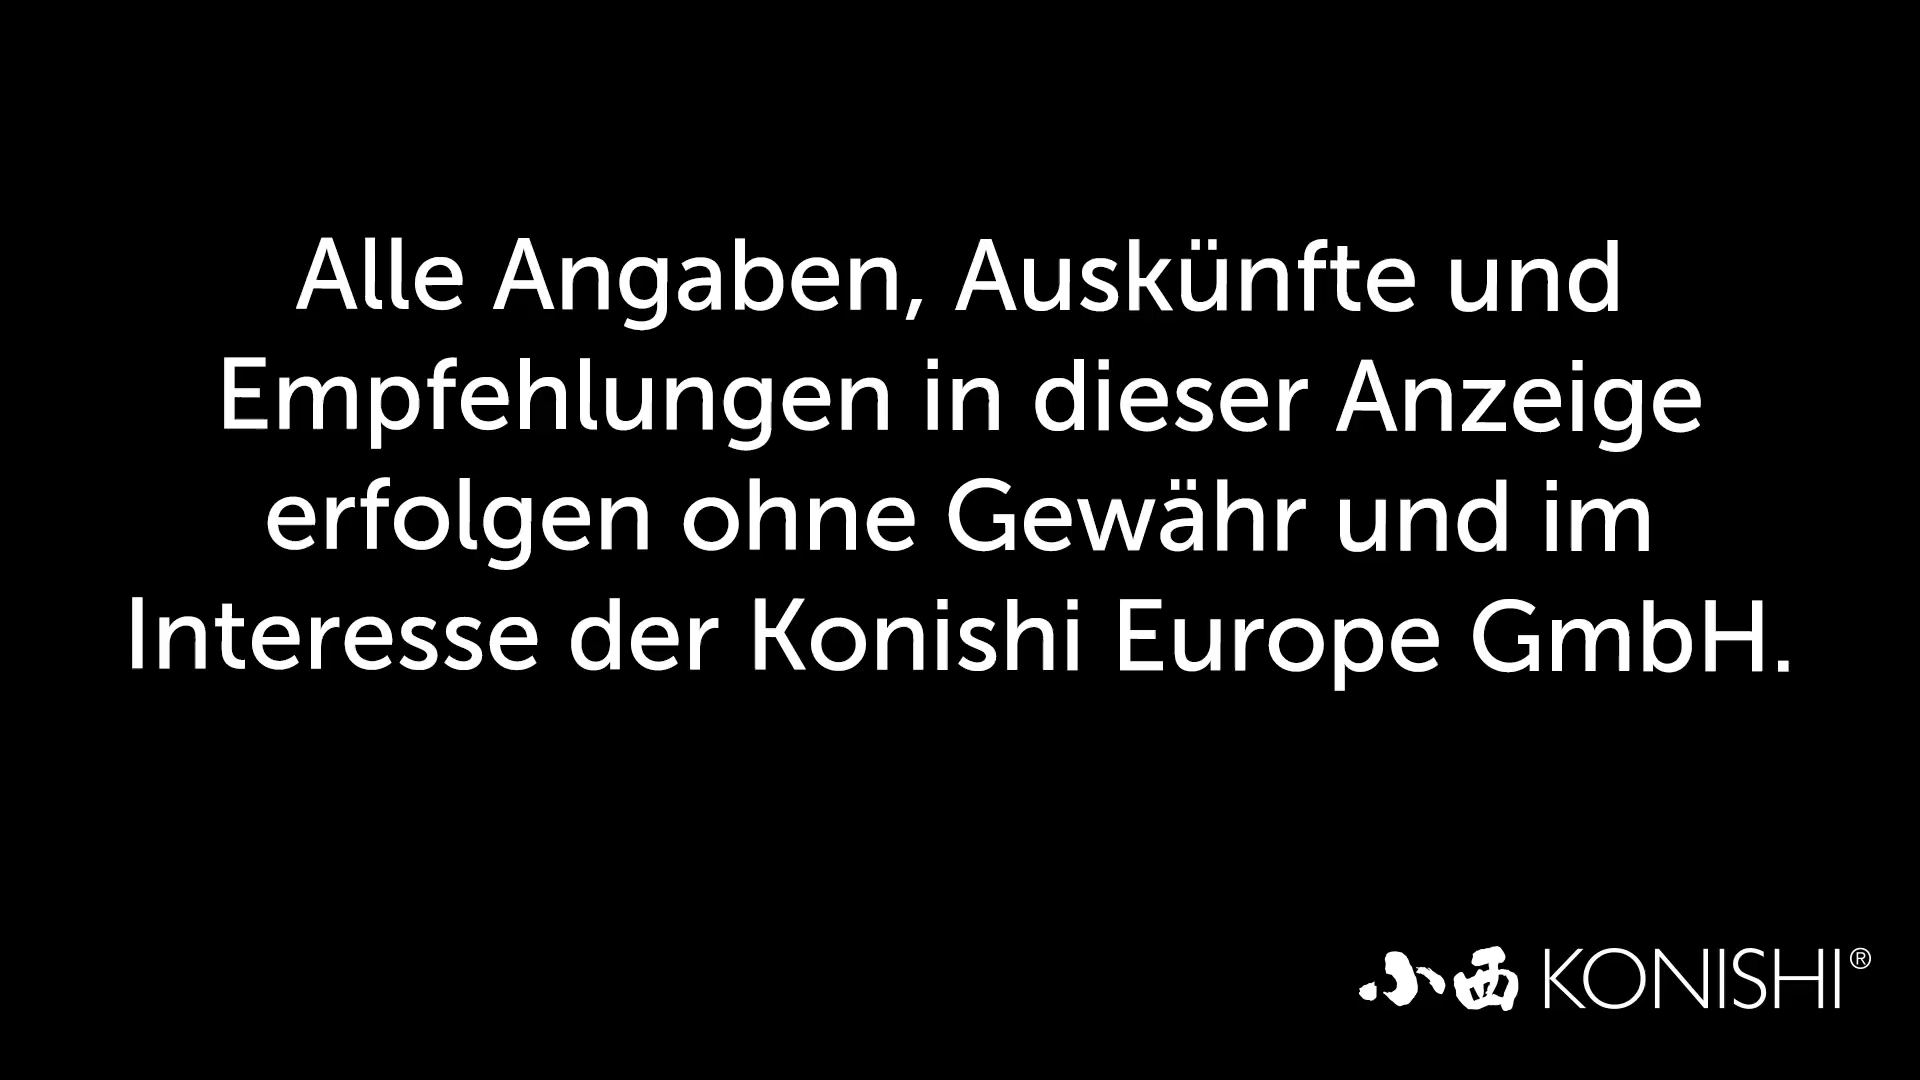 Alle Angaben, Auskünfte und
Empfehlungen in dieser Anzeige
erfolgen ohne Gewähr und im
Interesse der Konishi Europe GmbH.
小西 KONISHI®